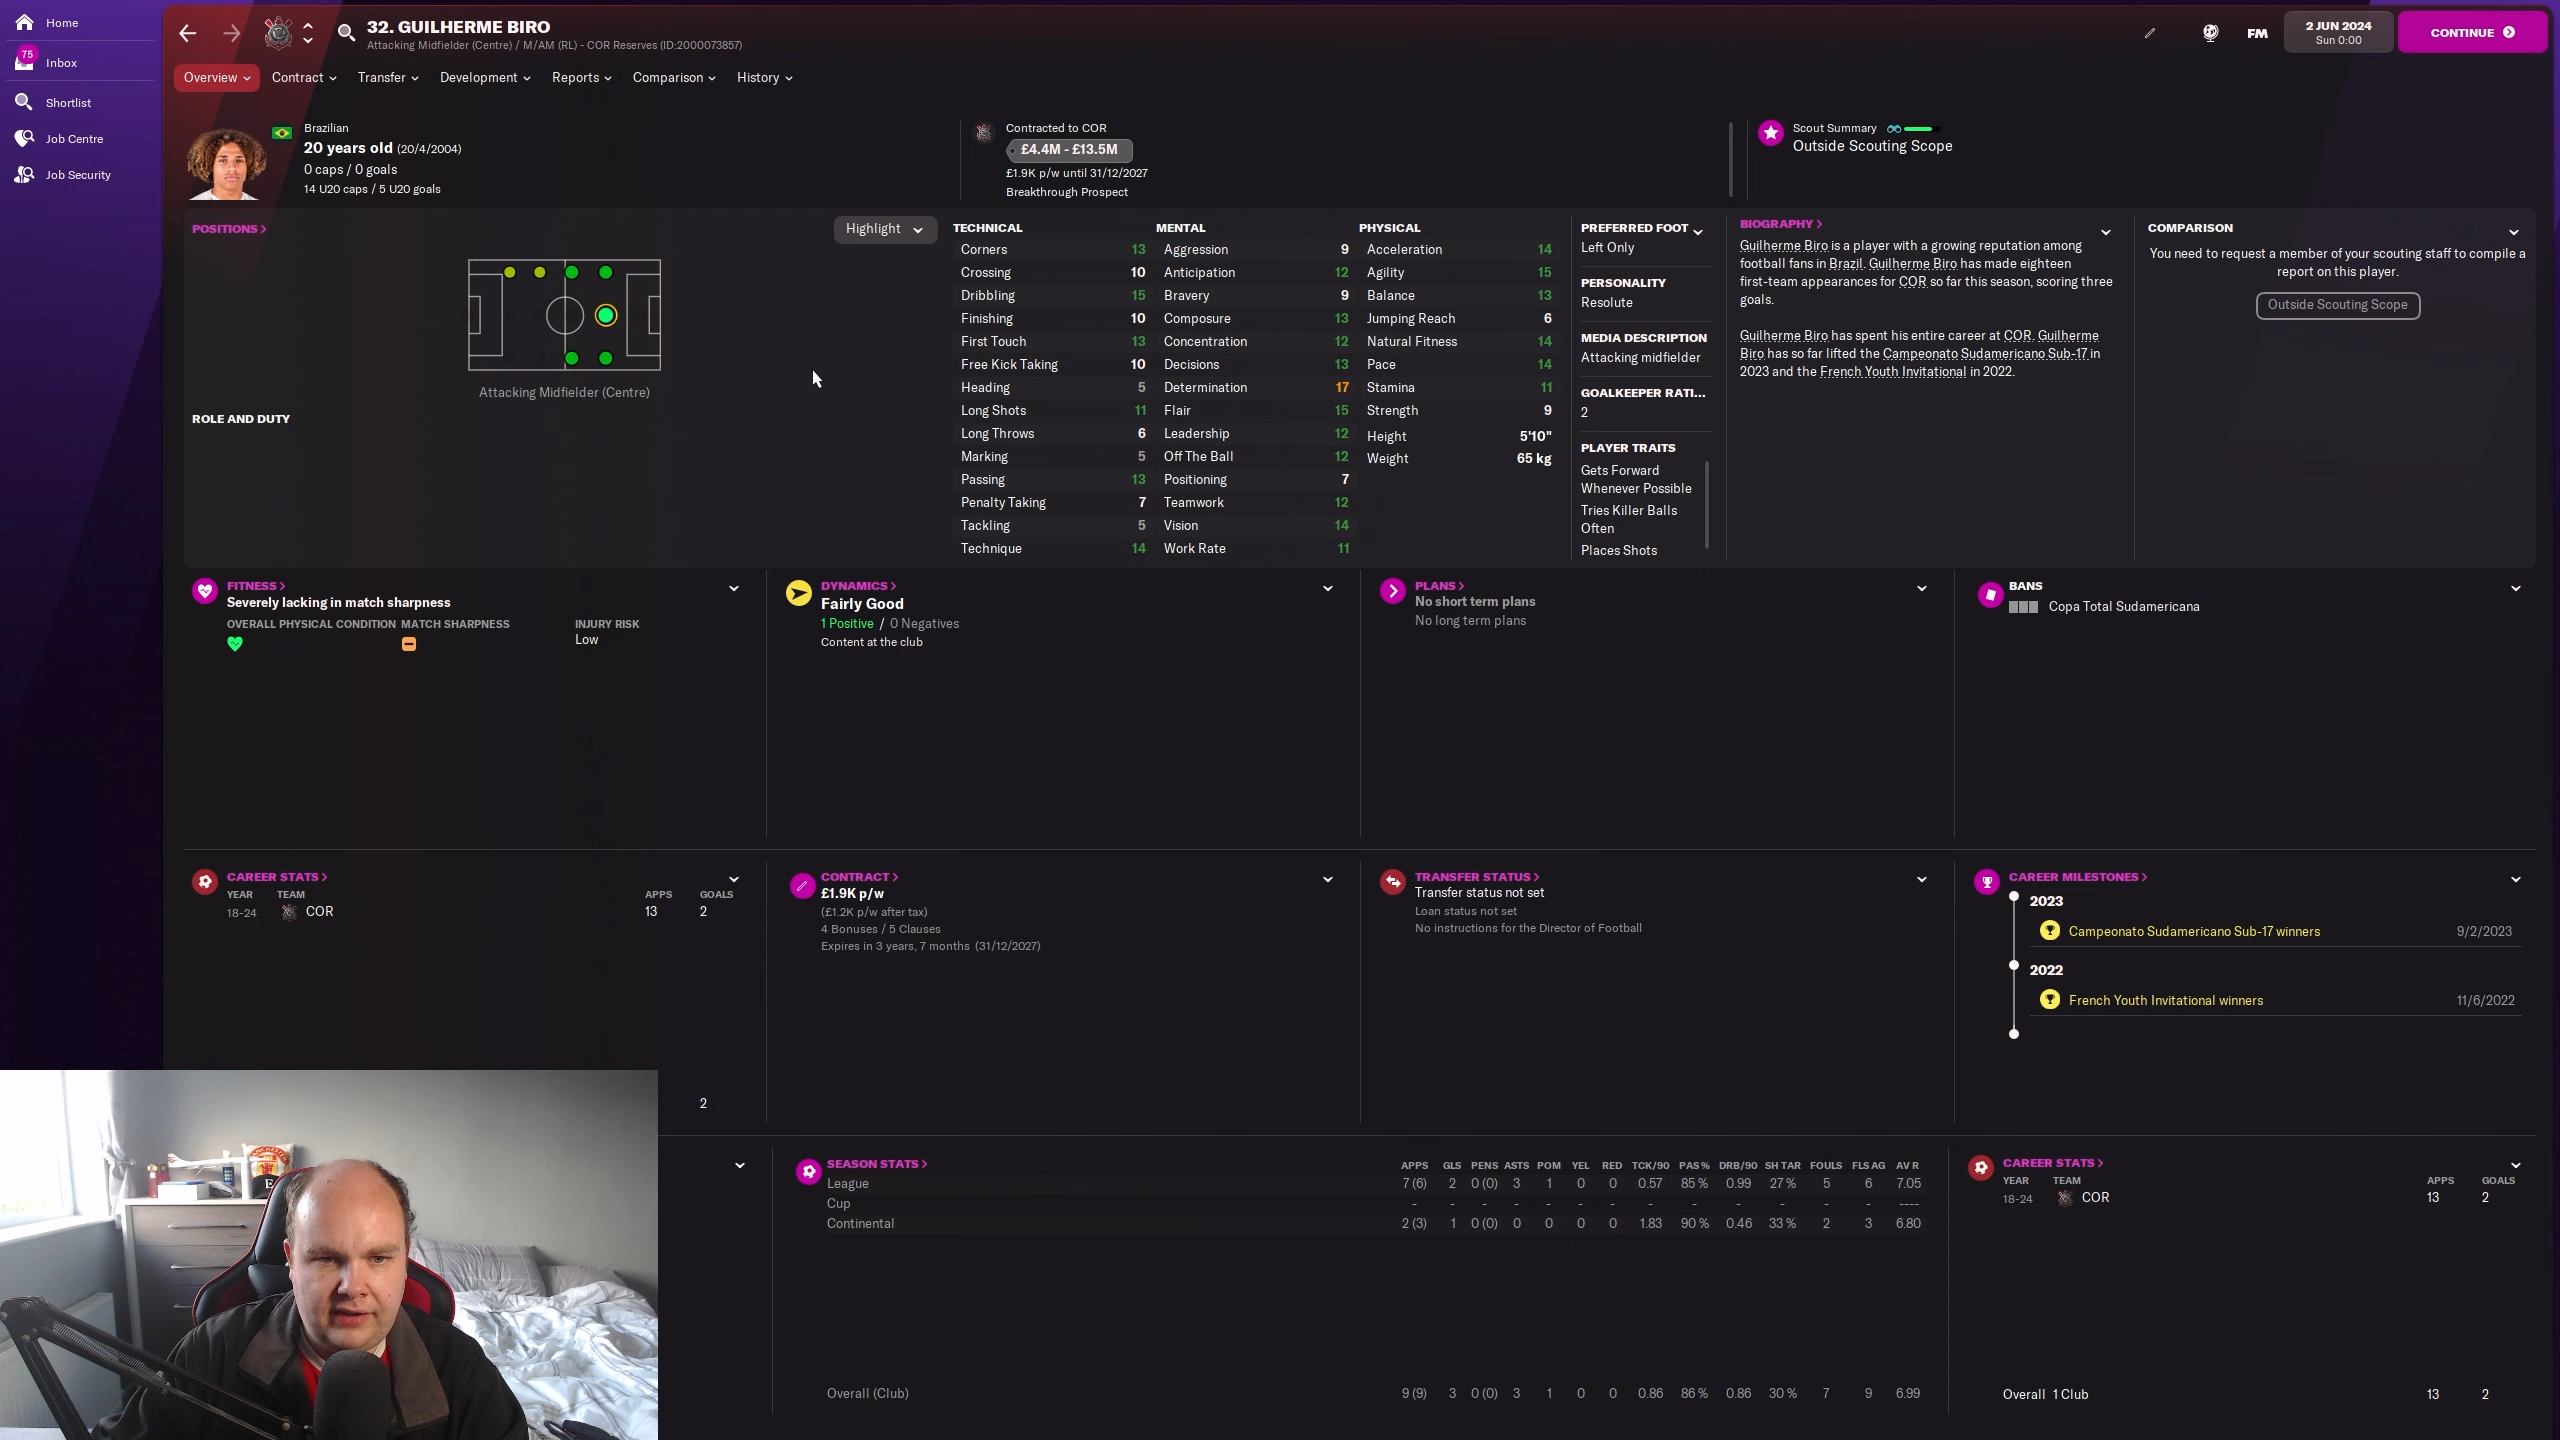 Home
75
Inbox
Shortlist
Job Centre
Job Security
32. GUILHERME BIRO
Attacking Midfielder (Centre) / M/AM (RL) - COR Reserves (ID:2000073857)
FM
2 JUN 2024
Sun 0:00
CONTINUE
Overview
Contract
Transfer
Development
Reports
Comparison
History
Brazilian
20 years old (20/4/2004)
0 caps / 0 goals
14 U20 caps / 5 U20 goals
Contracted to COR
£4.4M - £13.5M
£1.9K p/w until 31/12/2027
Breakthrough Prospect
Scout Summary
Outside Scouting Scope
POSITIONS
Highlight
Attacking Midfielder (Centre)
ROLE AND DUTY
TECHNICAL
Corners 13
Crossing 10
Dribbling 15
Finishing 10
First Touch 13
Free Kick Taking 10
Heading 5
Long Shots 11
Long Throws 6
Marking 5
Passing 13
Penalty Taking 7
Tackling 5
Technique 14
MENTAL
Aggression 9
Anticipation 12
Bravery 9
Composure 13
Concentration 12
Decisions 13
Determination 17
Flair 15
Leadership 12
Off The Ball 12
Positioning 7
Teamwork 12
Vision 14
Work Rate 11
PHYSICAL
Acceleration 14
Agility 15
Balance 13
Jumping Reach 6
Natural Fitness 14
Pace 14
Stamina 11
Strength 9
Height 5'10"
Weight 65 kg
PREFERRED FOOT
Left Only
PERSONALITY
Resolute
MEDIA DESCRIPTION
Attacking midfielder
GOALKEEPER RATI...
2
PLAYER TRAITS
Gets Forward
Whenever Possible
Tries Killer Balls
Often
Places Shots
BIOGRAPHY
Guilherme Biro is a player with a growing reputation among
football fans in Brazil. Guilherme Biro has made eighteen
first-team appearances for COR so far this season, scoring three
goals.
Guilherme Biro has spent his entire career at COR. Guilherme
Biro has so far lifted the Campeonato Sudamericano Sub-17 in
2023 and the French Youth Invitational in 2022.
COMPARISON
You need to request a member of your scouting staff to compile a
report on this player.
Outside Scouting Scope
FITNESS
Severely lacking in match sharpness
OVERALL PHYSICAL CONDITION MATCH SHARPNESS INJURY RISK
Low
DYNAMICS
Fairly Good
1 Positive / 0 Negatives
Content at the club
PLANS
No short term plans
No long term plans
BANS
Copa Total Sudamericana
CAREER STATS
YEAR TEAM APPS GOALS
18-24 COR 13 2
2
CONTRACT
£1.9K p/w
(£1.2K p/w after tax)
4 Bonuses / 5 Clauses
Expires in 3 years, 7 months (31/12/2027)
TRANSFER STATUS
Transfer status not set
Loan status not set
No instructions for the Director of Football
CAREER MILESTONES
2023
Campeonato Sudamericano Sub-17 winners 9/2/2023
2022
French Youth Invitational winners 11/6/2022
SEASON STATS APPS GLS PENS ASTS POM YEL RED TCK/90 PAS % DRB/90 SH TAR FOULS FLS AG AV R
League 7 (6) 2 0 (0) 3 1 0 0 0.57 85 % 0.99 27 % 5 6 7.05
Cup - - - - - - - - - - - - - ----
Continental 2 (3) 1 0 (0) 0 0 0 0 1.83 90 % 0.46 33 % 2 3 6.80
Overall (Club) 9 (9) 3 0 (0) 3 1 0 0 0.86 86 % 0.86 30 % 7 9 6.99
CAREER STATS
YEAR TEAM APPS GOALS
18-24 COR 13 2
Overall 1 Club 13 2